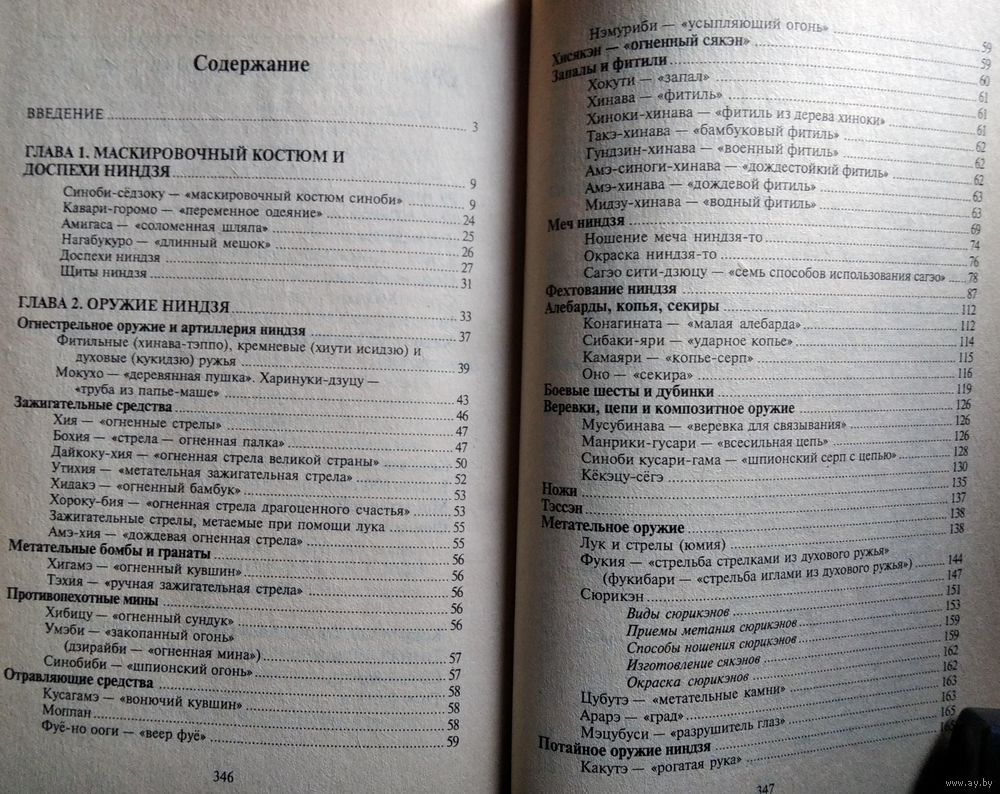 Содержание
ВВЕДЕНИЕ 3
ГЛАВА 1. МАСКИРОВОЧНЫЙ КОСТЮМ И
ДОСПЕХИ НИНДЗЯ 9
Синоби-сёдзоку — «маскировочный костюм синоби» 9
Кавари-горомо — «переменное одеяние» 24
Амигаса — «соломенная шляпа» 25
Нагабукуро — «длинный мешок» 26
Доспехи ниндзя 27
Щиты ниндзя 31
ГЛАВА 2. ОРУЖИЕ НИНДЗЯ 33
Огнестрельное оружие и артиллерия ниндзя 37
Фитильные (хинава-тэппо), кремневые (хиути исидзю) и
духовые (кукидзю) ружья 39
Мокухо — «деревянная пушка». Харинуки-дзуцу —
«труба из папье-маше» 43
Зажигательные средства 46
Хия — «огненные стрелы» 47
Бохия — «стрела — огненная палка» 47
Дайкоку-хия — «огненная стрела великой страны» 50
Утихия — «метательная зажигательная стрела» 52
Хидакэ — «огненный бамбук» 53
Хороку-бия — «огненная стрела драгоценного счастья» 53
Зажигательные стрелы, метаемые при помощи лука 55
Амэ-хия — «дождевая огненная стрела» 55
Метательные бомбы и гранаты 56
Хигамэ — «огненный кувшин» 56
Тэхия — «ручная зажигательная стрела» 56
Противопехотные мины 56
Хибицу — «огненный сундук» 56
Умэби — «закопанный огонь»
(дзирайби — «огненная мина») 57
Синобиби — «шпионский огонь» 57
Отравляющие средства 58
Кусагамэ — «вонючий кувшин» 58
Моппан 58
Фуё-но ооги — «веер фуё» 59
346
Нэмуриби — «усыпляющий огонь» 59
Хисякэн — «огненный сякэн» 59
Запалы и фитили 60
Хокути — «запал» 61
Хинава — «фитиль» 61
Хиноки-хинава — «фитиль из дерева хиноки» 61
Такэ-хинава — «бамбуковый фитиль» 62
Гундзин-хинава — «военный фитиль» 62
Амэ-синоги-хинава — «дождестойкий фитиль» 62
Амэ-хинава — «дождевой фитиль» 63
Мидзу-хинава — «водный фитиль» 63
Меч ниндзя 69
Ношение меча ниндзя-то 74
Окраска ниндзя-то 76
Сагэо сити-дзюцу — «семь способов использования сагэо» 78
Фехтование ниндзя 87
Алебарды, копья, секиры 112
Конагината — «малая алебарда» 112
Сибаки-яри — «ударное копье» 114
Камаяри — «копье-серп» 115
Оно — «секира» 116
Боевые шесты и дубинки 119
Веревки, цепи и композитное оружие 126
Мусубинава — «веревка для связывания» 126
Манрики-гусари — «всесильная цепь» 126
Синоби кусари-гама — «шпионский серп с цепью» 128
Кёкэцу-сёгэ 130
Ножи 135
Тэссэн 137
Метательное оружие 138
Лук и стрелы (юмия) 138
Фукия — «стрельба стрелками из духового ружья»
(фукибари — «стрельба иглами из духового ружья») 144
Сюрикэн 147
Виды сюрикэнов 151
Приемы метания сюрикэнов 153
Способы ношения сюрикэнов 159
Изготовление сякэнов 159
Окраска сюрикэнов 162
Цубутэ — «метательные камни» 162
Арарэ — «град» 163
Мэцубуси — «разрушитель глаз» 163
Потайное оружие ниндзя 165
Какутэ — «рогатая рука» 165
347
www.ay.by